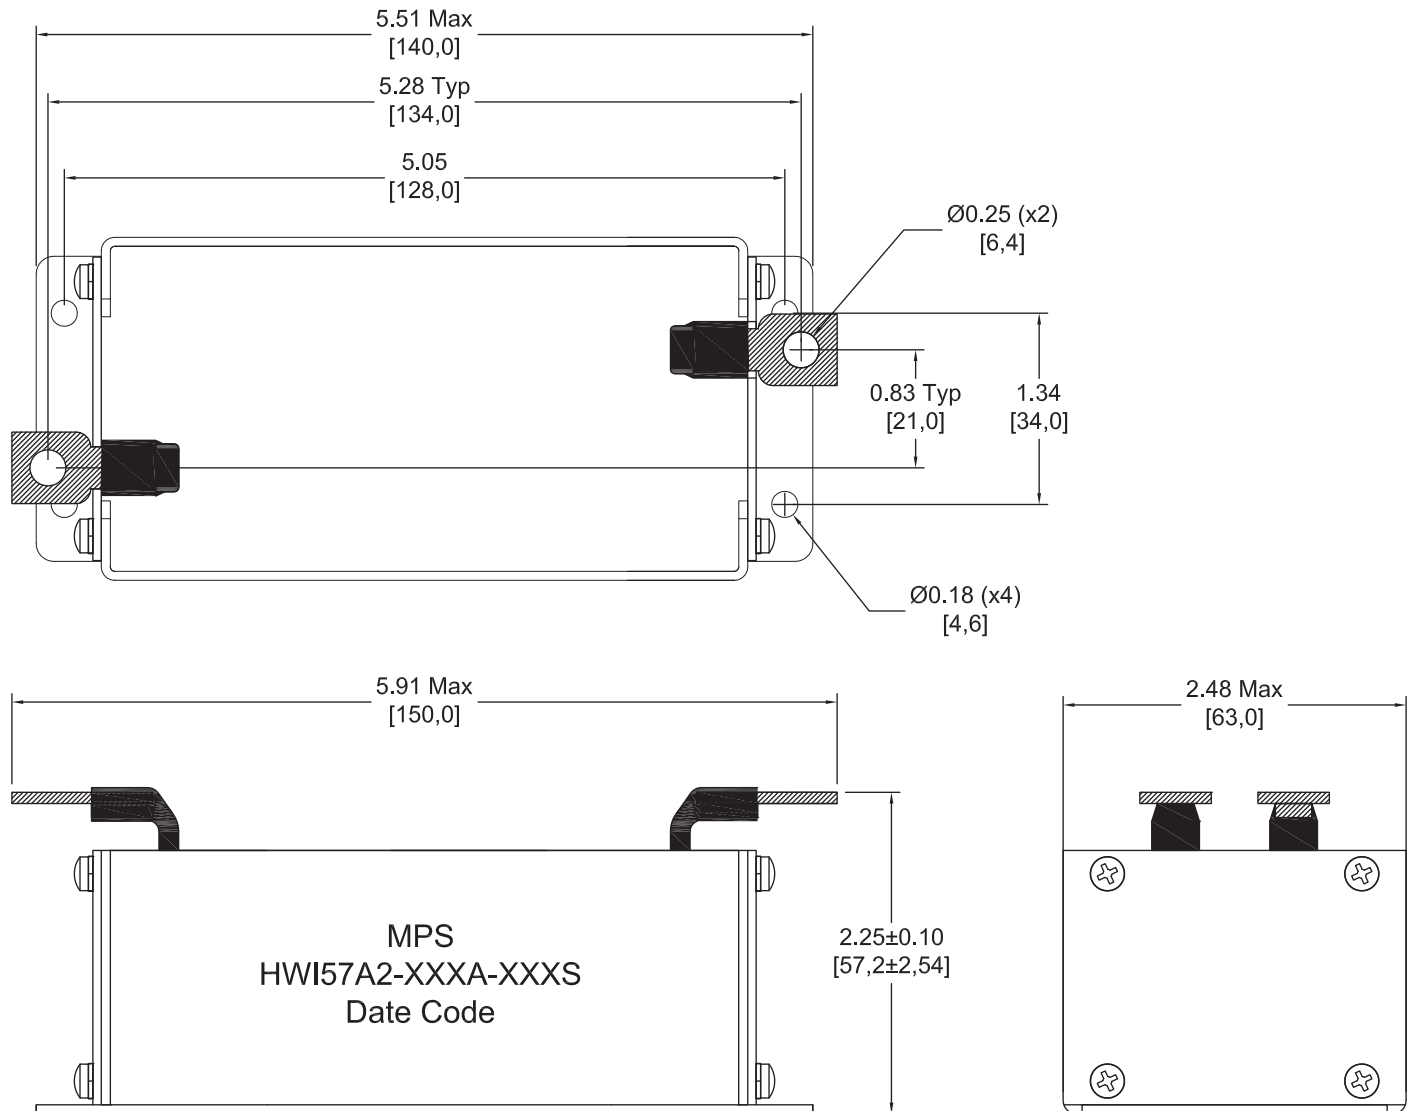 5.51 Max
[140,0]
5.28 Typ
[134,0]
5.05
[128,0]
Ø0.25 (x2)
[6,4]
0.83 Typ
[21,0]
1.34
[34,0]
Ø0.18 (x4)
[4,6]
5.91 Max
[150,0]
2.48 Max
[63,0]
2.25±0.10
[57,2±2,54]
MPS
HWI57A2-XXXA-XXXS
Date Code